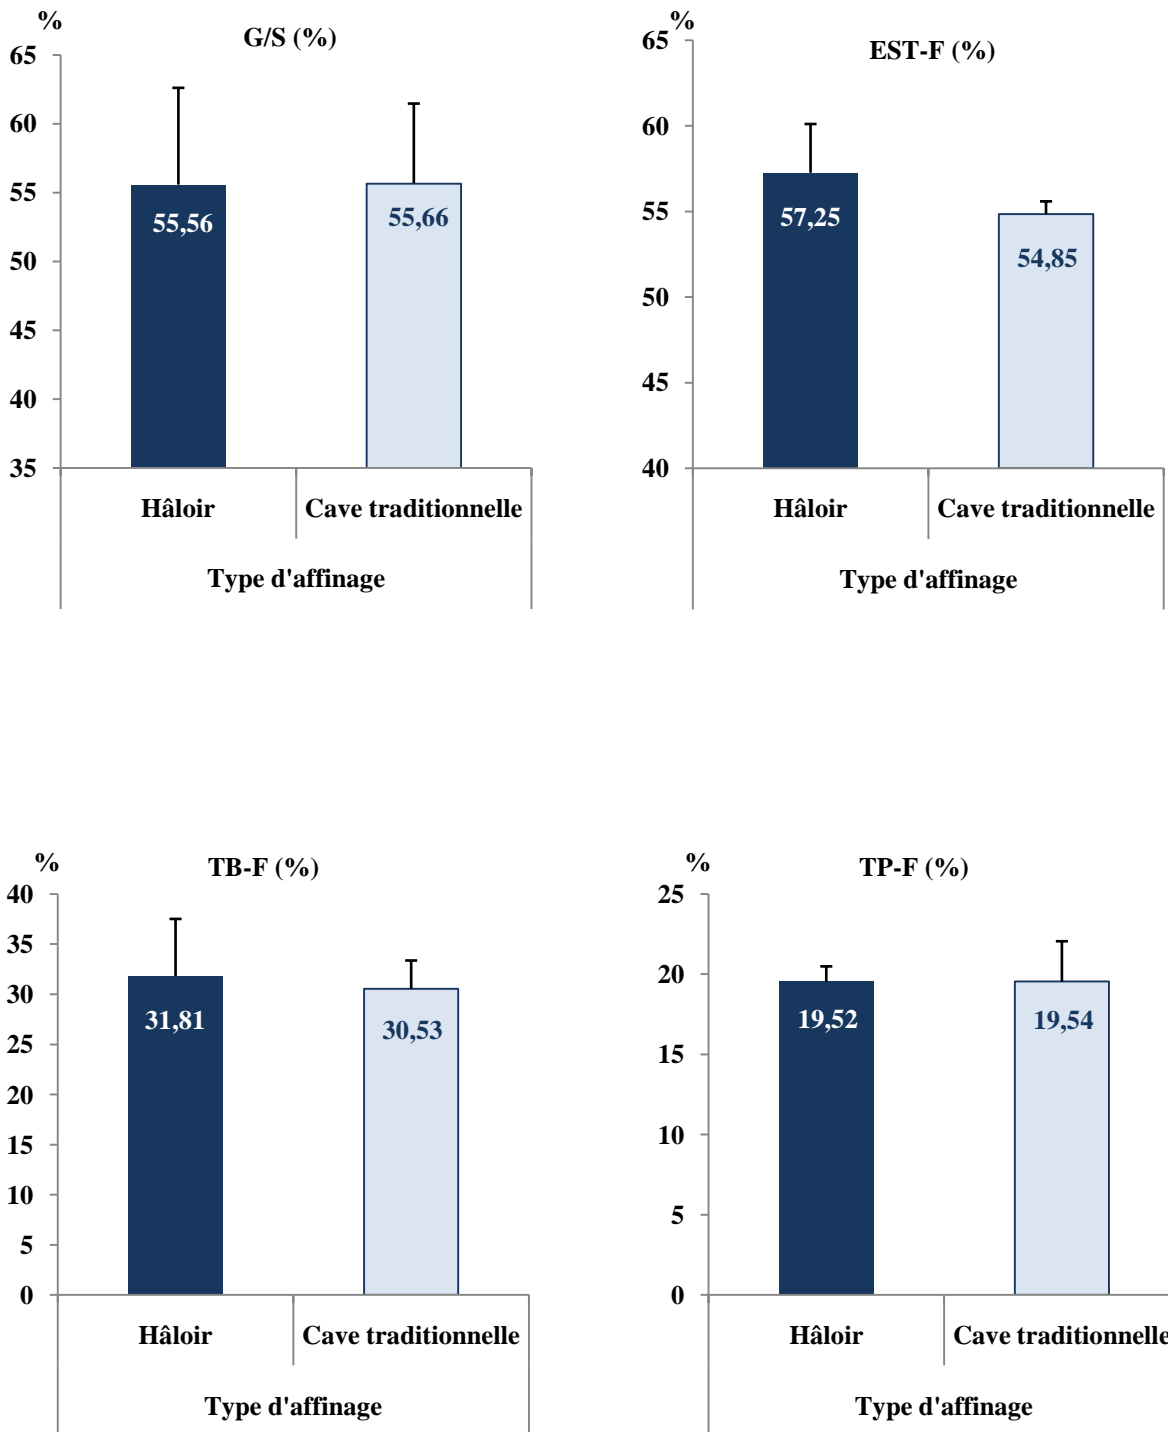 %
G/S (%)
65
60
55
50
45
40
35
55,56
55,66
Hâloir
Cave traditionnelle
Type d'affinage
%
EST-F (%)
65
60
55
50
45
40
57,25
54,85
Hâloir
Cave traditionnelle
Type d'affinage
%
TB-F (%)
40
35
30
25
20
15
10
5
0
31,81
30,53
Hâloir
Cave traditionnelle
Type d'affinage
%
TP-F (%)
25
20
15
10
5
0
19,52
19,54
Hâloir
Cave traditionnelle
Type d'affinage